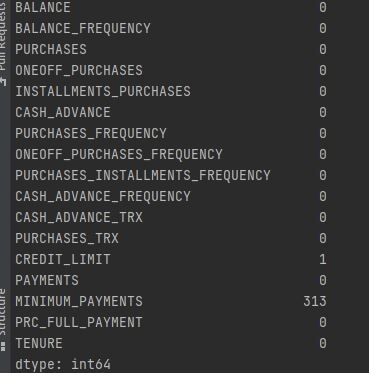 Pull Requests
Structure
BALANCE 0
BALANCE_FREQUENCY 0
PURCHASES 0
ONEOFF_PURCHASES 0
INSTALLMENTS_PURCHASES 0
CASH_ADVANCE 0
PURCHASES_FREQUENCY 0
ONEOFF_PURCHASES_FREQUENCY 0
PURCHASES_INSTALLMENTS_FREQUENCY 0
CASH_ADVANCE_FREQUENCY 0
CASH_ADVANCE_TRX 0
PURCHASES_TRX 0
CREDIT_LIMIT 1
PAYMENTS 0
MINIMUM_PAYMENTS 313
PRC_FULL_PAYMENT 0
TENURE 0
dtype: int64